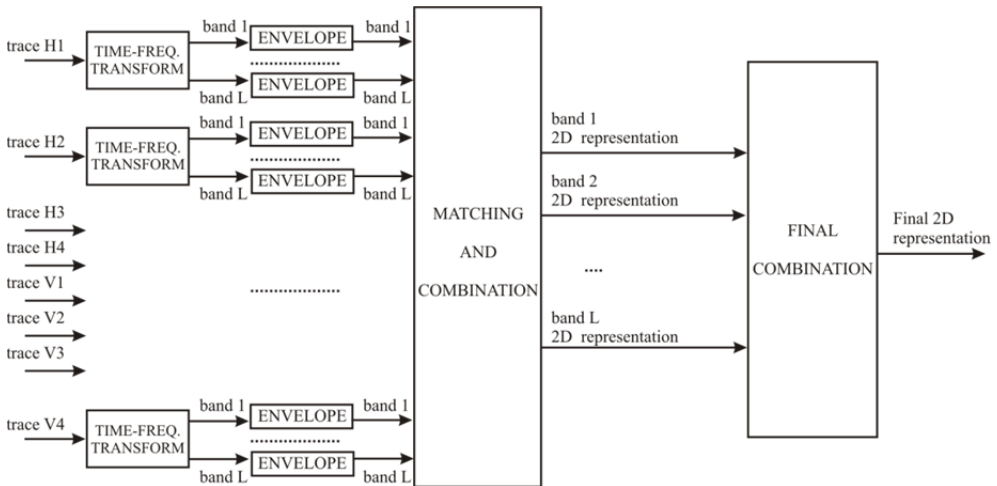 trace H1
TIME-FREQ.
TRANSFORM
band 1
ENVELOPE
band 1
band L
ENVELOPE
band L
trace H2
TIME-FREQ.
TRANSFORM
band 1
ENVELOPE
band 1
band L
ENVELOPE
band L
trace H3
trace H4
trace V1
trace V2
trace V3
trace V4
TIME-FREQ.
TRANSFORM
band 1
ENVELOPE
band 1
band L
ENVELOPE
band L
MATCHING
AND
COMBINATION
band 1
2D representation
band 2
2D representation
....
band L
2D representation
FINAL
COMBINATION
Final 2D
representation